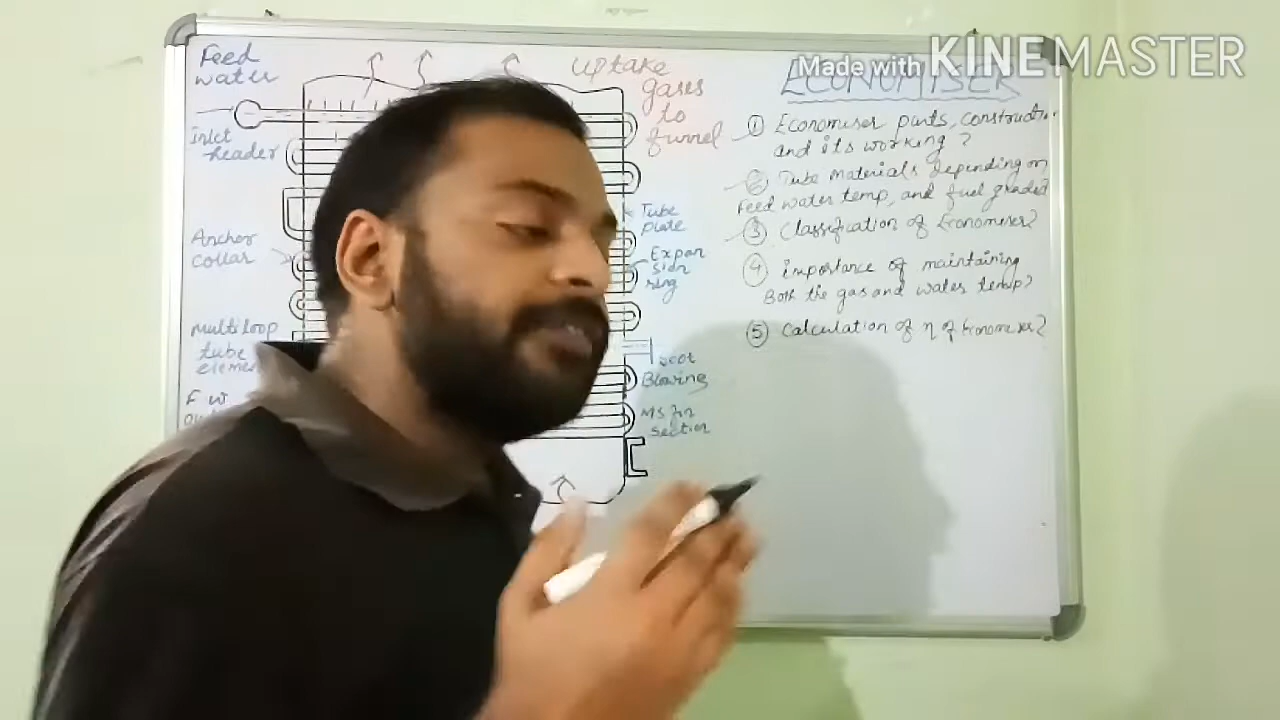 Made with KINEMASTER
ECONOMISER
Feed
water
Inlet
header
Anchor
collar
Multiloop
tube
elemen
F W
uptake
gases
to
funnel
Tube
plate
Expan
sion
ring
soot
Blowing
MS fin
section
① Economiser parts, construction
and its working ?
② Tube Materials depending on
Feed water temp, and fuel graded
③ Classification of Economiser?
④ importance of maintaining
Both the gas and water temp?
⑤ Calculation of η of Economiser?